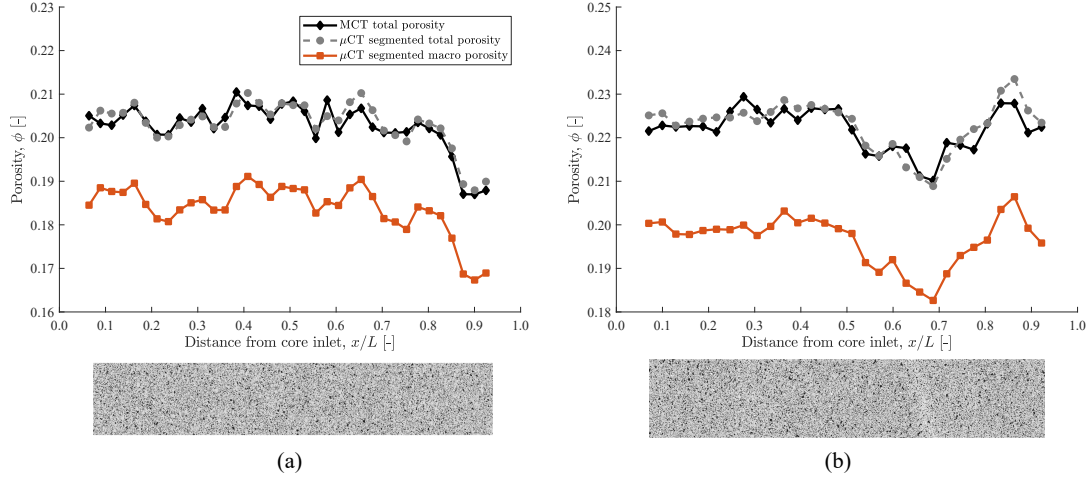 0.23
0.22
0.21
0.20
0.19
0.18
0.17
0.16
Porosity, ϕ [-]
MCT total porosity
μCT segmented total porosity
μCT segmented macro porosity
0.0 0.1 0.2 0.3 0.4 0.5 0.6 0.7 0.8 0.9 1.0
Distance from core inlet, x/L [-]
(a)
0.25
0.24
0.23
0.22
0.21
0.20
0.19
0.18
Porosity, ϕ [-]
0.0 0.1 0.2 0.3 0.4 0.5 0.6 0.7 0.8 0.9 1.0
Distance from core inlet, x/L [-]
(b)